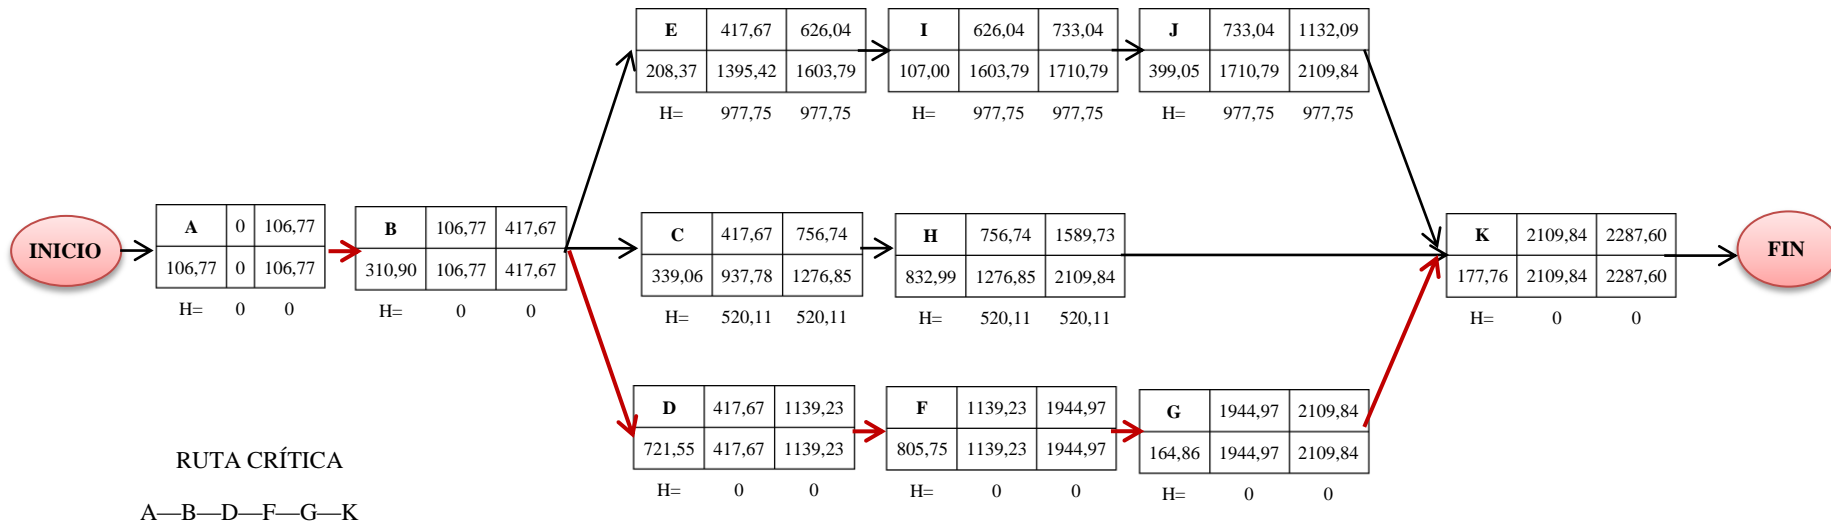 E 417,67 626,04
208,37 1395,42 1603,79
H= 977,75 977,75
I 626,04 733,04
107,00 1603,79 1710,79
H= 977,75 977,75
J 733,04 1132,09
399,05 1710,79 2109,84
H= 977,75 977,75
INICIO
A 0 106,77
106,77 0 106,77
H= 0 0
B 106,77 417,67
310,90 106,77 417,67
H= 0 0
C 417,67 756,74
339,06 937,78 1276,85
H= 520,11 520,11
H 756,74 1589,73
832,99 1276,85 2109,84
H= 520,11 520,11
K 2109,84 2287,60
177,76 2109,84 2287,60
H= 0 0
FIN
D 417,67 1139,23
721,55 417,67 1139,23
H= 0 0
F 1139,23 1944,97
805,75 1139,23 1944,97
H= 0 0
G 1944,97 2109,84
164,86 1944,97 2109,84
H= 0 0
RUTA CRÍTICA
A—B—D—F—G—K